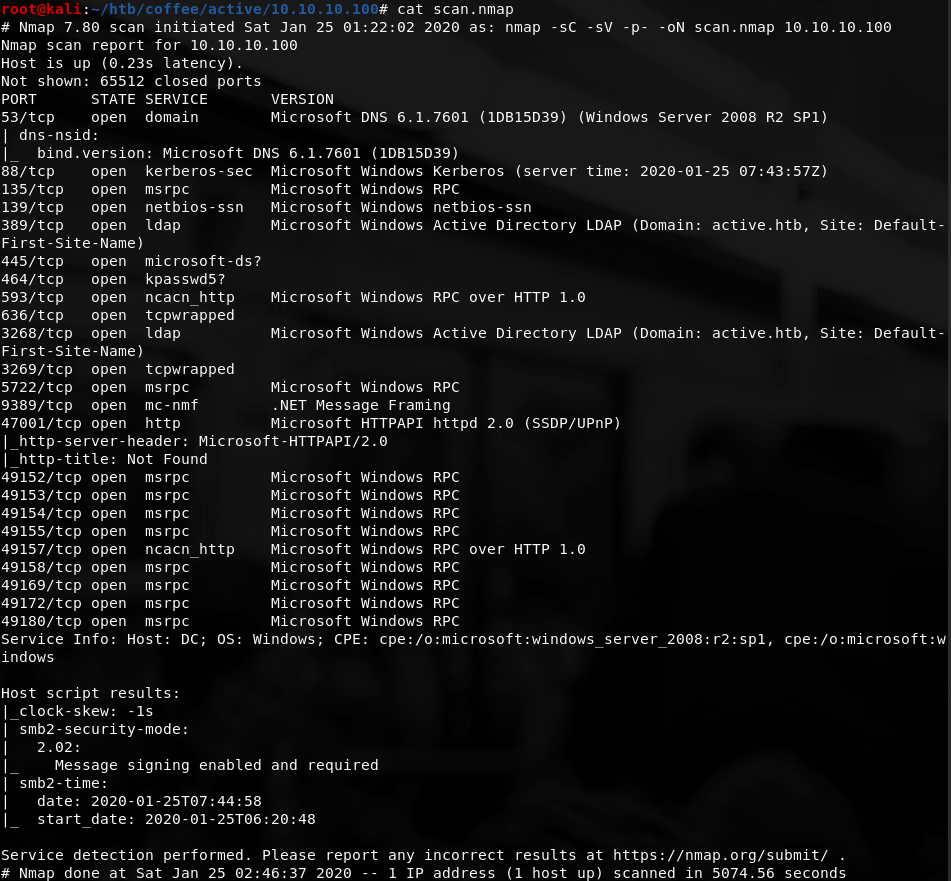 root@kali:~/htb/coffee/active/10.10.10.100# cat scan.nmap
# Nmap 7.80 scan initiated Sat Jan 25 01:22:02 2020 as: nmap -sC -sV -p- -oN scan.nmap 10.10.10.100
Nmap scan report for 10.10.10.100
Host is up (0.23s latency).
Not shown: 65512 closed ports
PORT      STATE SERVICE       VERSION
53/tcp    open  domain        Microsoft DNS 6.1.7601 (1DB15D39) (Windows Server 2008 R2 SP1)
| dns-nsid:
|_  bind.version: Microsoft DNS 6.1.7601 (1DB15D39)
88/tcp    open  kerberos-sec  Microsoft Windows Kerberos (server time: 2020-01-25 07:43:57Z)
135/tcp   open  msrpc         Microsoft Windows RPC
139/tcp   open  netbios-ssn   Microsoft Windows netbios-ssn
389/tcp   open  ldap          Microsoft Windows Active Directory LDAP (Domain: active.htb, Site: Default-
First-Site-Name)
445/tcp   open  microsoft-ds?
464/tcp   open  kpasswd5?
593/tcp   open  ncacn_http    Microsoft Windows RPC over HTTP 1.0
636/tcp   open  tcpwrapped
3268/tcp  open  ldap          Microsoft Windows Active Directory LDAP (Domain: active.htb, Site: Default-
First-Site-Name)
3269/tcp  open  tcpwrapped
5722/tcp  open  msrpc         Microsoft Windows RPC
9389/tcp  open  mc-nmf        .NET Message Framing
47001/tcp open  http          Microsoft HTTPAPI httpd 2.0 (SSDP/UPnP)
|_http-server-header: Microsoft-HTTPAPI/2.0
|_http-title: Not Found
49152/tcp open  msrpc         Microsoft Windows RPC
49153/tcp open  msrpc         Microsoft Windows RPC
49154/tcp open  msrpc         Microsoft Windows RPC
49155/tcp open  msrpc         Microsoft Windows RPC
49157/tcp open  ncacn_http    Microsoft Windows RPC over HTTP 1.0
49158/tcp open  msrpc         Microsoft Windows RPC
49169/tcp open  msrpc         Microsoft Windows RPC
49172/tcp open  msrpc         Microsoft Windows RPC
49180/tcp open  msrpc         Microsoft Windows RPC
Service Info: Host: DC; OS: Windows; CPE: cpe:/o:microsoft:windows_server_2008:r2:sp1, cpe:/o:microsoft:w
indows

Host script results:
|_clock-skew: -1s
| smb2-security-mode:
|   2.02:
|_    Message signing enabled and required
| smb2-time:
|   date: 2020-01-25T07:44:58
|_  start_date: 2020-01-25T06:20:48

Service detection performed. Please report any incorrect results at https://nmap.org/submit/ .
# Nmap done at Sat Jan 25 02:46:37 2020 -- 1 IP address (1 host up) scanned in 5074.56 seconds